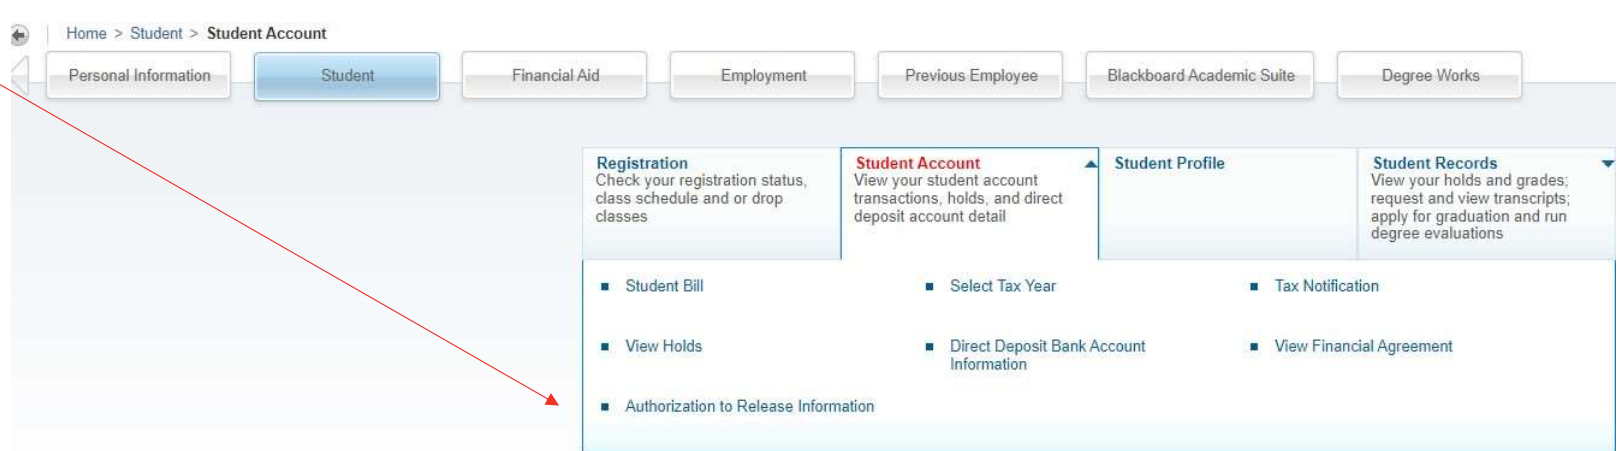 Home > Student > Student Account
Personal Information
Student
Financial Aid
Employment
Previous Employee
Blackboard Academic Suite
Degree Works
Registration
Check your registration status,
class schedule and or drop
classes
Student Account
View your student account
transactions, holds, and direct
deposit account detail
Student Profile
Student Records
View your holds and grades;
request and view transcripts;
apply for graduation and run
degree evaluations
Student Bill
Select Tax Year
Tax Notification
View Holds
Direct Deposit Bank Account
Information
View Financial Agreement
Authorization to Release Information